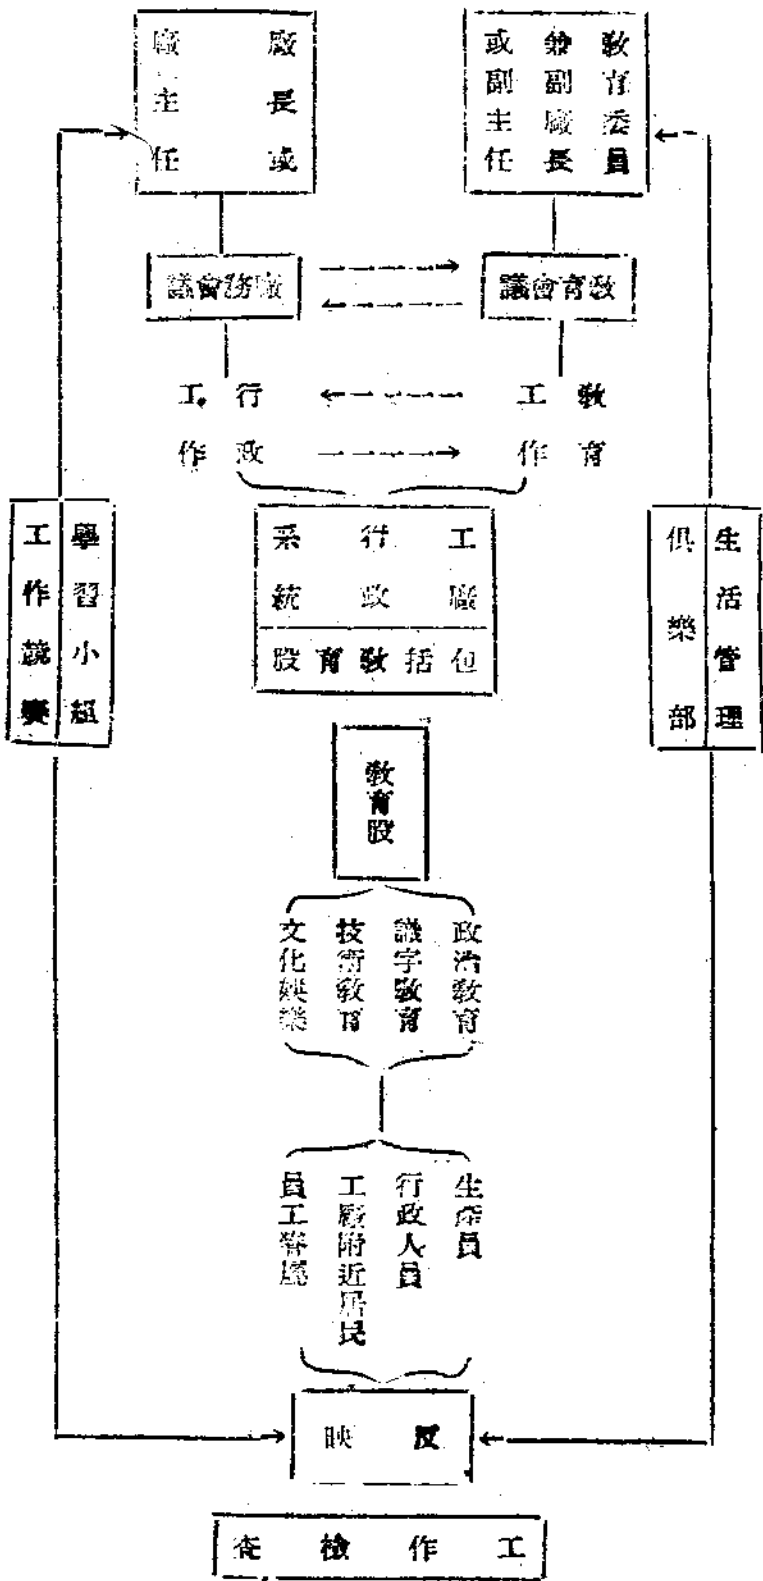 教育委員
兼副廠長
或副主任
廠長或
廠主任
教育會議
廠務會議
教育
工作
行政
工作
工廠
行政
系統
包括教育股
生活管理
俱樂部
學習小組
工作競賽
教育股
政治教育
識字教育
技術教育
文化娛樂
生產員
行政人員
工廠附近居民
員工眷屬
反映
工作檢查